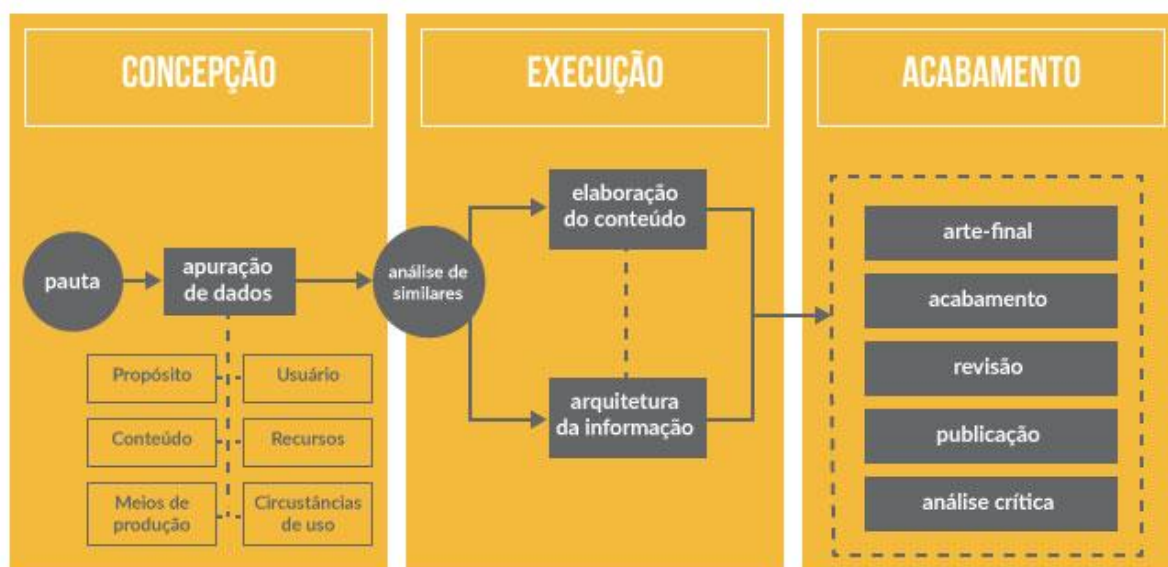 CONCEPÇÃO
pauta
apuração
de dados
Propósito
Usuário
Conteúdo
Recursos
Meios de
produção
Circustâncias
de uso
EXECUÇÃO
análise de
similares
elaboração
do conteúdo
arquitetura
da informação
ACABAMENTO
arte-final
acabamento
revisão
publicação
análise crítica